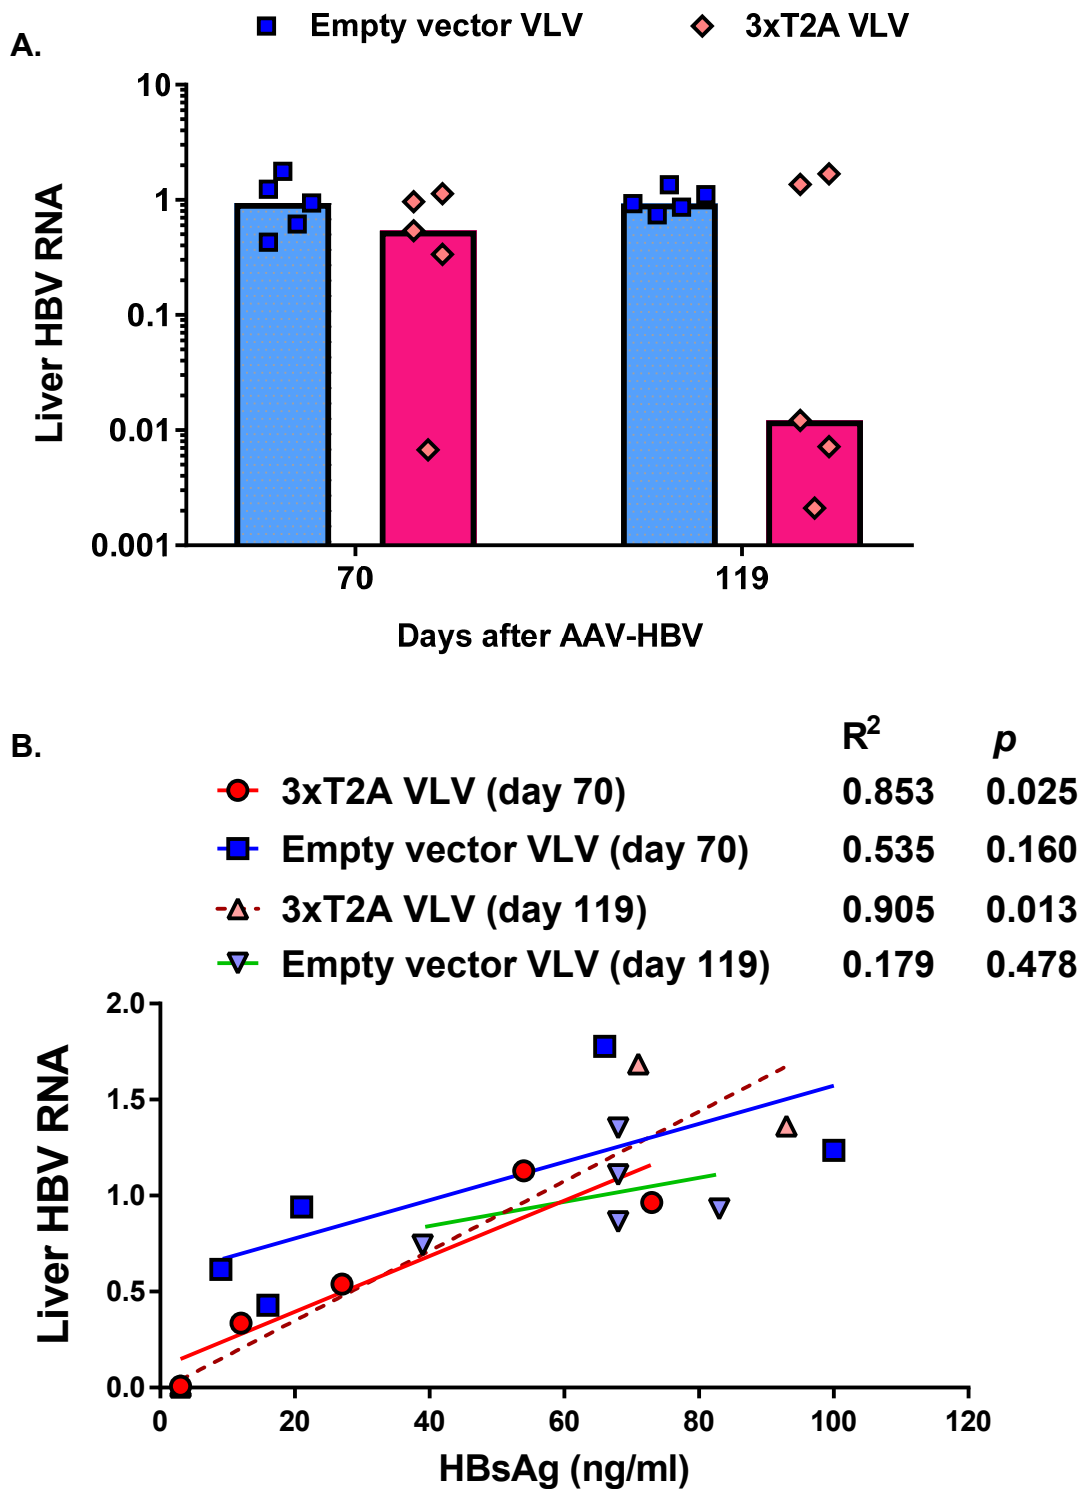 A.
Empty vector VLV 3xT2A VLV
10
1
0.1
0.01
0.001
Liver HBV RNA
70 119
Days after AAV-HBV
B.
R² p
3xT2A VLV (day 70) 0.853 0.025
Empty vector VLV (day 70) 0.535 0.160
3xT2A VLV (day 119) 0.905 0.013
Empty vector VLV (day 119) 0.179 0.478
2.0
1.5
1.0
0.5
0.0
Liver HBV RNA
0 20 40 60 80 100 120
HBsAg (ng/ml)